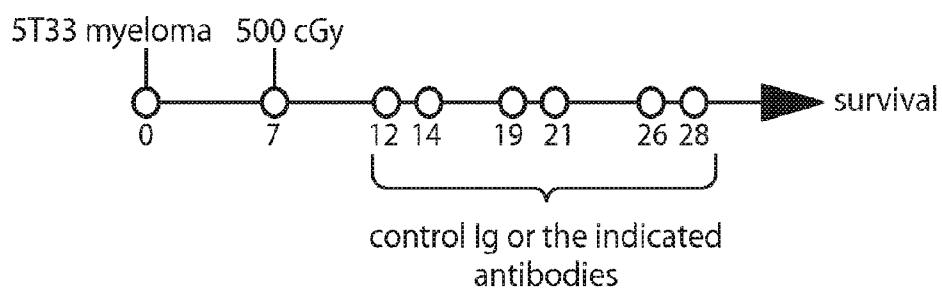 5T33 myeloma 500 cGy
0 7 12 14 19 21 26 28 survival
control Ig or the indicated
antibodies